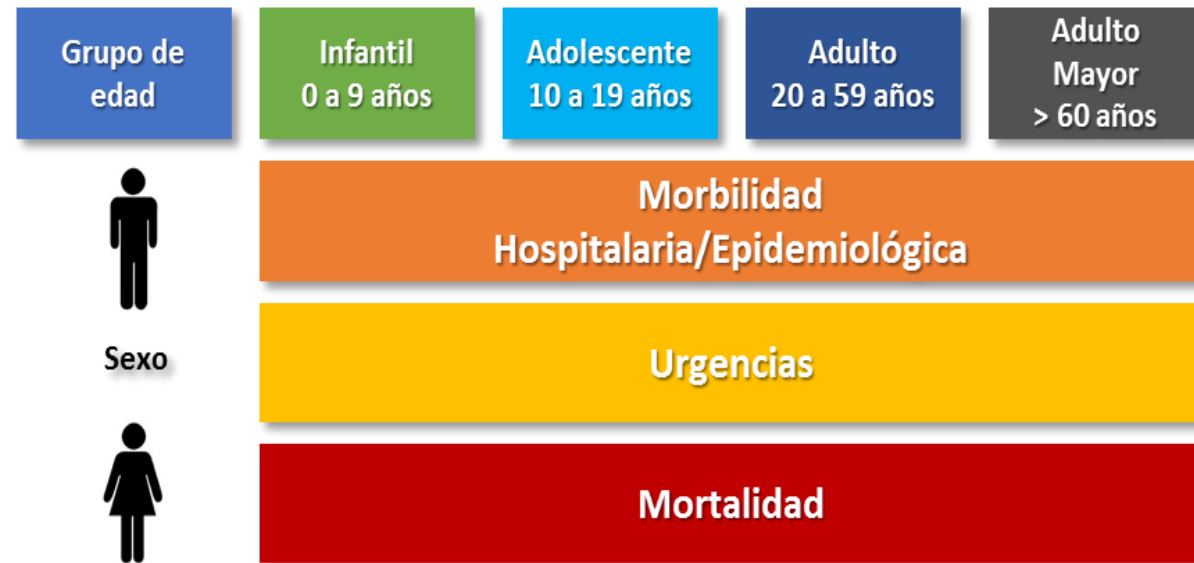 Grupo de
edad
Infantil
0 a 9 años
Adolescente
10 a 19 años
Adulto
20 a 59 años
Adulto
Mayor
> 60 años
Morbilidad
Hospitalaria/Epidemiológica
Sexo
Urgencias
Mortalidad